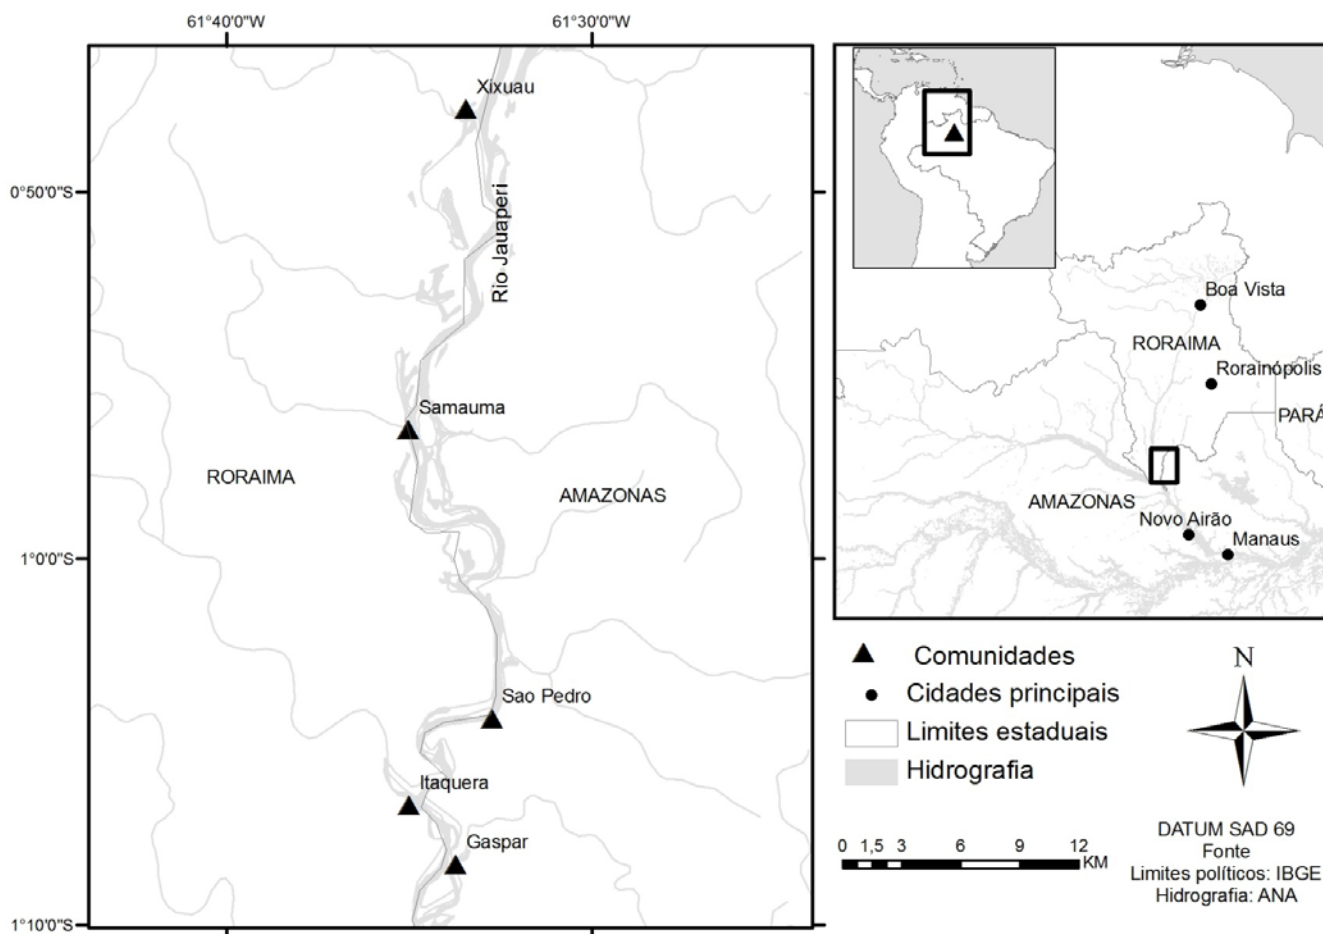 61°40'0"W
61°30'0"W
Xixuau
0°50'0"S
Rio Jauaperi
Samauma
RORAIMA
AMAZONAS
1°0'0"S
Sao Pedro
Itaquera
Gaspar
1°10'0"S
Boa Vista
RORAIMA
Rorainópolis
PARÁ
AMAZONAS
Novo Airão
Manaus
Comunidades
Cidades principais
Limites estaduais
Hidrografia
N
0 1,5 3 6 9 12
KM
DATUM SAD 69
Fonte
Limites políticos: IBGE
Hidrografia: ANA